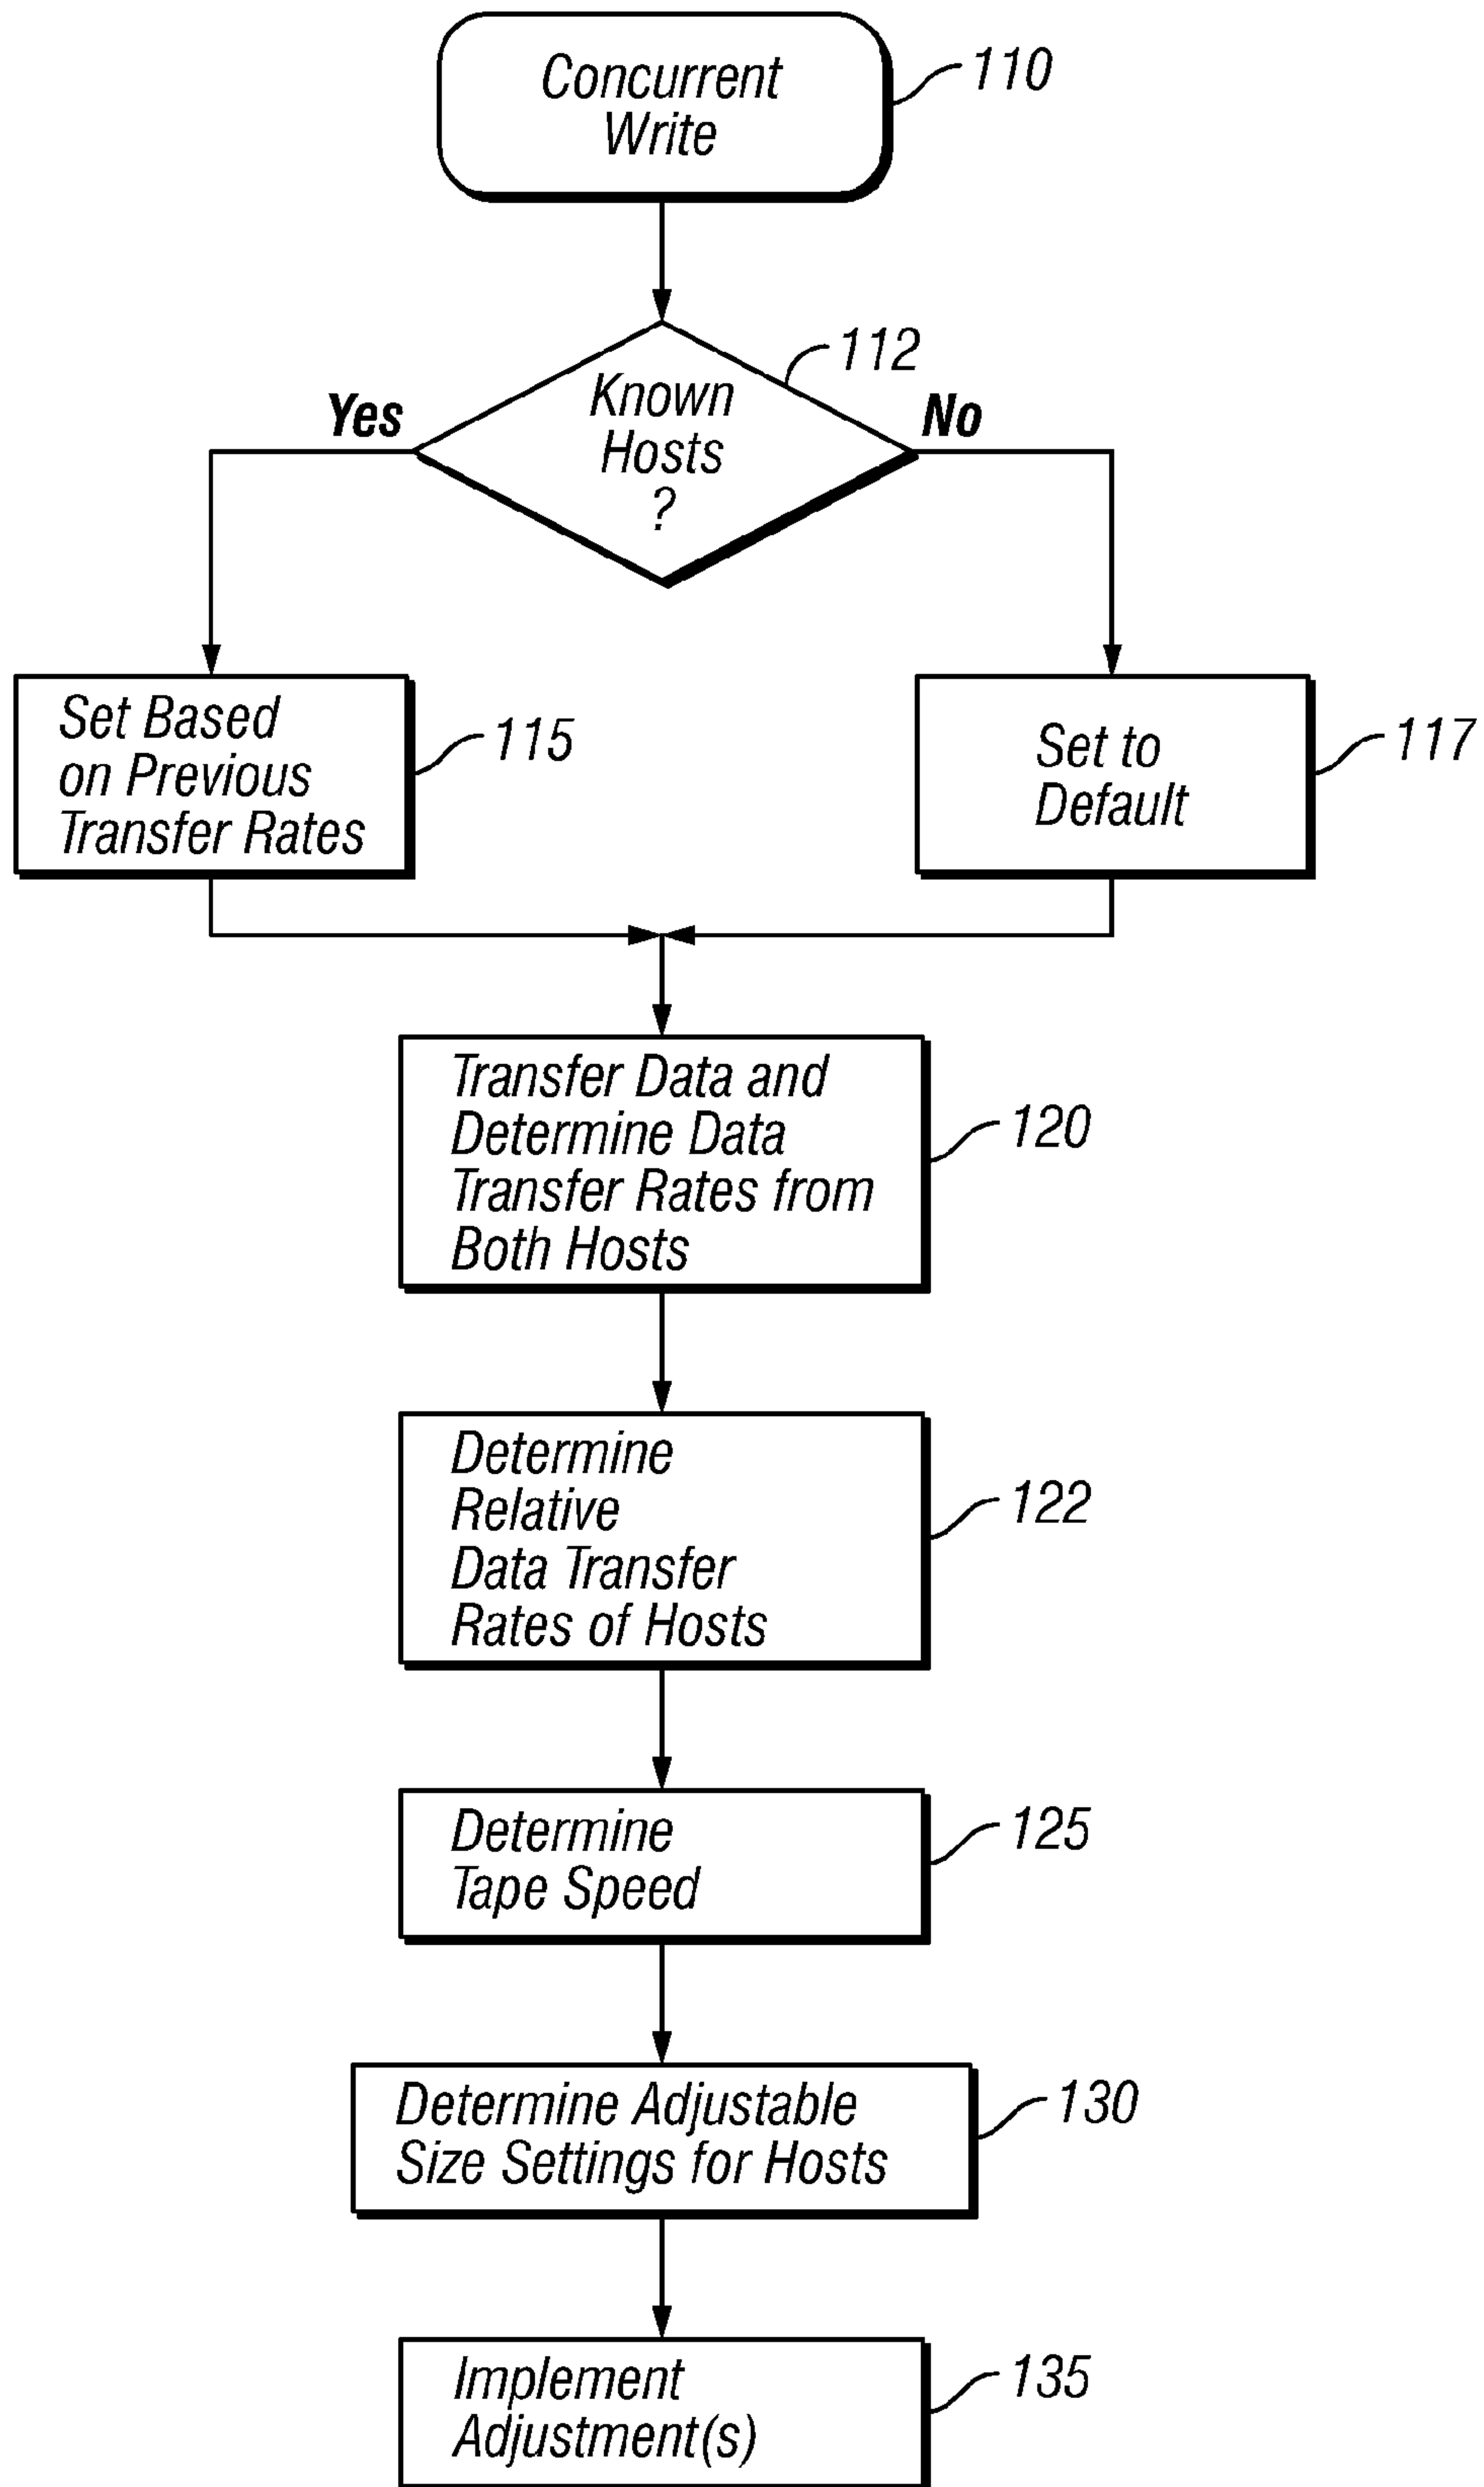 Concurrent
Write
110
112
Known
Hosts
?
Yes
No
Set Based
on Previous
Transfer Rates
115
Set to
Default
117
Transfer Data and
Determine Data
Transfer Rates from
Both Hosts
120
Determine
Relative
Data Transfer
Rates of Hosts
122
Determine
Tape Speed
125
Determine Adjustable
Size Settings for Hosts
130
Implement
Adjustment(s)
135